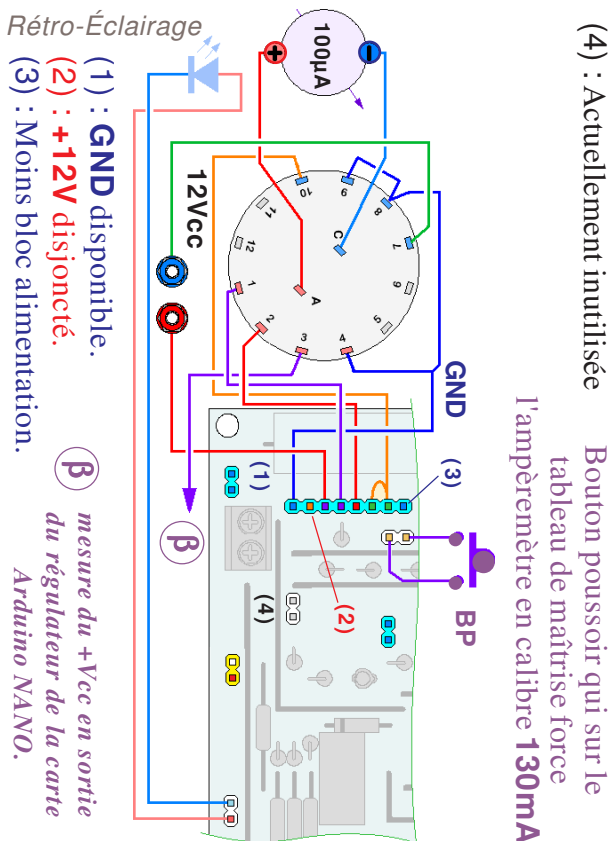 (4) : Actuellement inutilisée
Bouton poussoir qui sur le
tableau de maîtrise force
l'ampèremètre en calibre 130mA
Rétro-Éclairage
100µA
+
-
12Vcc
GND
BP
10
9
8
7
6
5
4
3
2
1
12
11
C
A
(1)
(2)
(3)
(4)
β
(1) : GND disponible.
(2) : +12V disjoncté.
(3) : Moins bloc alimentation.
β mesure du +Vcc en sortie
du régulateur de la carte
Arduino NANO.